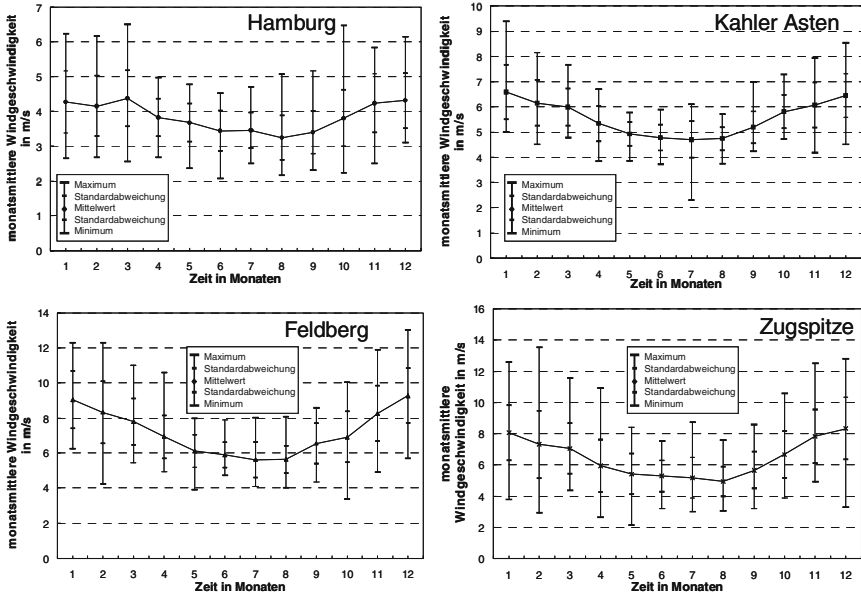 Hamburg
monatsmittlere Windgeschwindigkeit
in m/s
7
6
5
4
3
2
1
0
Maximum
Standardabweichung
Mittelwert
Standardabweichung
Minimum
1 2 3 4 5 6 7 8 9 10 11 12
Zeit in Monaten
Kahler Asten
monatsmittlere Windgeschwindigkeit
in m/s
10
9
8
7
6
5
4
3
2
1
0
Maximum
Standardabweichung
Mittelwert
Standardabweichung
Minimum
1 2 3 4 5 6 7 8 9 10 11 12
Zeit in Monaten
Feldberg
monatsmittlere Windgeschwindigkeit
in m/s
14
12
10
8
6
4
2
0
Maximum
Standardabweichung
Mittelwert
Standardabweichung
Minimum
1 2 3 4 5 6 7 8 9 10 11 12
Zeit in Monaten
Zugspitze
monatsmittlere
Windgeschwindigkeit in m/s
16
14
12
10
8
6
4
2
0
Maximum
Standardabweichung
Mittelwert
Standardabweichung
Minimum
1 2 3 4 5 6 7 8 9 10 11 12
Zeit in Monaten